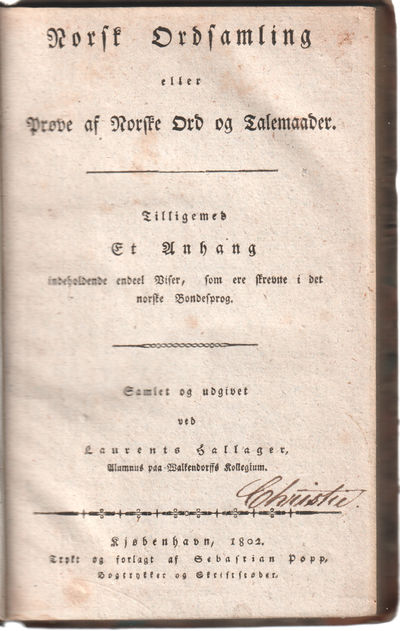 Norsk Ordsamling
eller
Prøve af Norske Ord og Talemaader.
Tilligemed
Et Anhang
indeholdende endeel Viser, som ere skrevne i det
norske Bondesprog.
Samlet og udgivet
ved
Laurents Hallager,
Alumnus paa Walkendorffs Kollegium.
Christie.
Kjøbenhavn, 1802.
Trykt og forlagt af Sebastian Popp,
Bogtrykker og Skriftstøber.